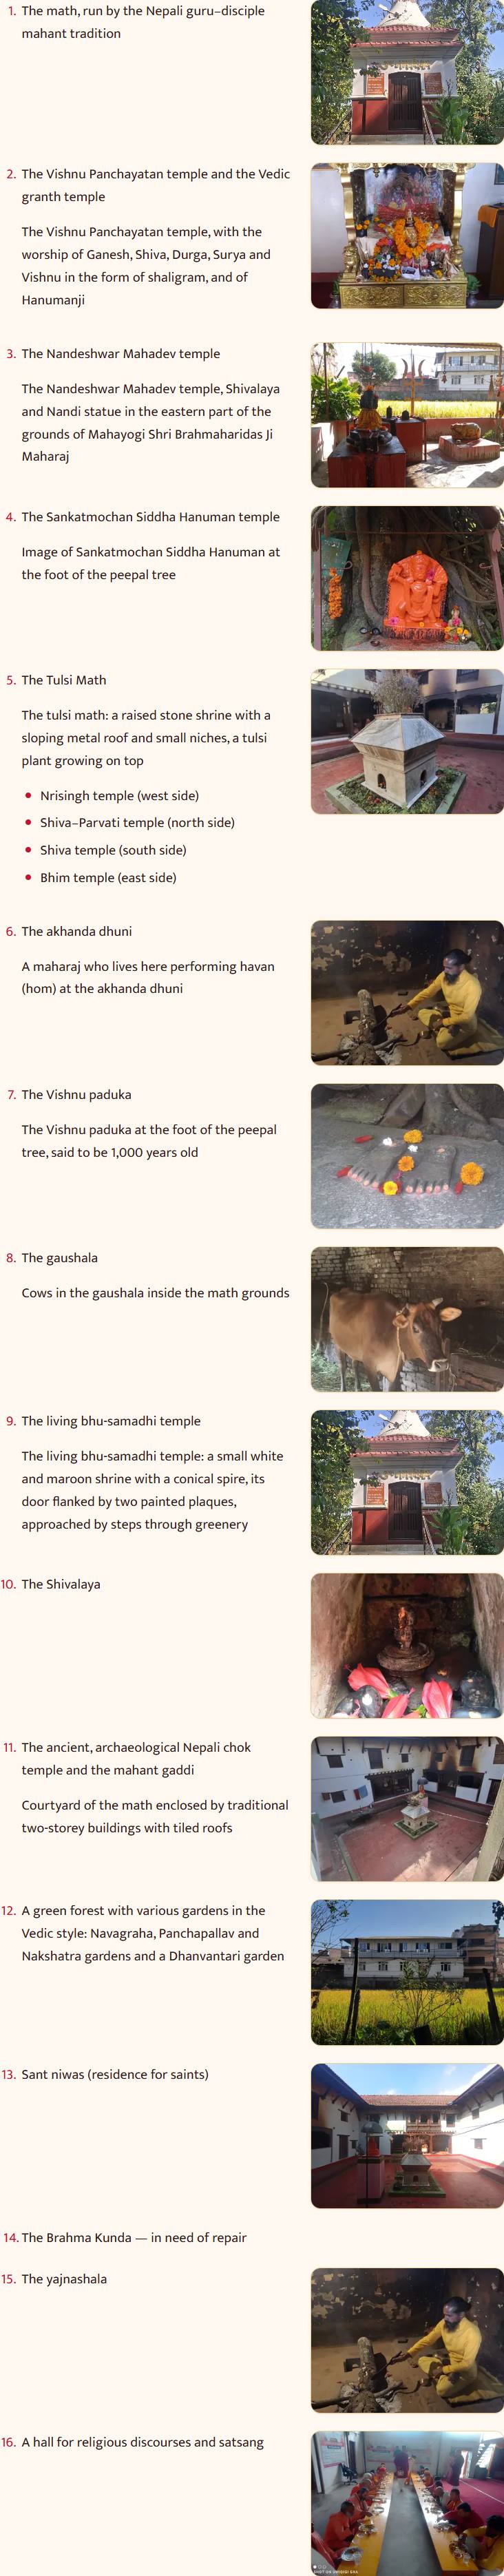 1. The math, run by the Nepali guru–disciple
mahant tradition
2. The Vishnu Panchayatan temple and the Vedic
granth temple
The Vishnu Panchayatan temple, with the
worship of Ganesh, Shiva, Durga, Surya and
Vishnu in the form of shaligram, and of
Hanumanji
3. The Nandeshwar Mahadev temple
The Nandeshwar Mahadev temple, Shivalaya
and Nandi statue in the eastern part of the
grounds of Mahayogi Shri Brahmaharidas Ji
Maharaj
4. The Sankatmochan Siddha Hanuman temple
Image of Sankatmochan Siddha Hanuman at
the foot of the peepal tree
5. The Tulsi Math
The tulsi math: a raised stone shrine with a
sloping metal roof and small niches, a tulsi
plant growing on top
• Nrisingh temple (west side)
• Shiva–Parvati temple (north side)
• Shiva temple (south side)
• Bhim temple (east side)
6. The akhanda dhuni
A maharaj who lives here performing havan
(hom) at the akhanda dhuni
7. The Vishnu paduka
The Vishnu paduka at the foot of the peepal
tree, said to be 1,000 years old
8. The gaushala
Cows in the gaushala inside the math grounds
9. The living bhu-samadhi temple
The living bhu-samadhi temple: a small white
and maroon shrine with a conical spire, its
door flanked by two painted plaques,
approached by steps through greenery
10. The Shivalaya
11. The ancient, archaeological Nepali chok
temple and the mahant gaddi
Courtyard of the math enclosed by traditional
two-storey buildings with tiled roofs
12. A green forest with various gardens in the
Vedic style: Navagraha, Panchapallav and
Nakshatra gardens and a Dhanvantari garden
13. Sant niwas (residence for saints)
14. The Brahma Kunda — in need of repair
15. The yajnashala
16. A hall for religious discourses and satsang